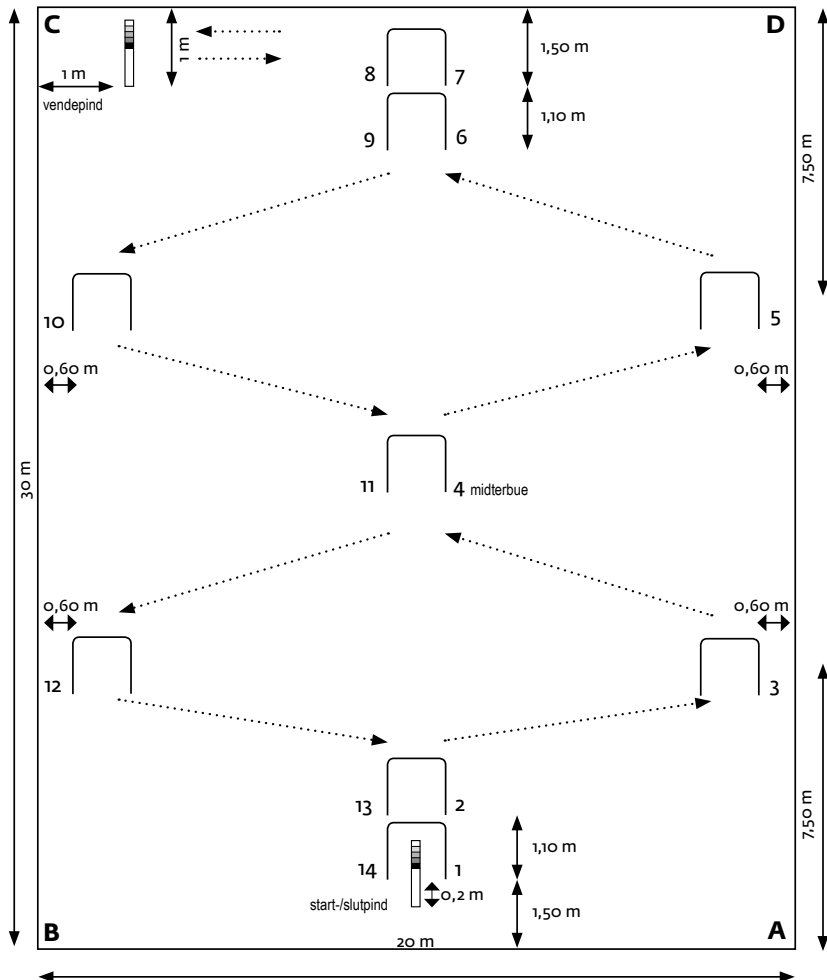 C
D
1 m
1 m
vendepind
8
7
1,50 m
9
6
1,10 m
7,50 m
10
5
0,60 m
0,60 m
30 m
11
4 midterbue
0,60 m
0,60 m
12
3
13
2
14
1
1,10 m
7,50 m
start-/slutpind
0,2 m
1,50 m
B
A
20 m